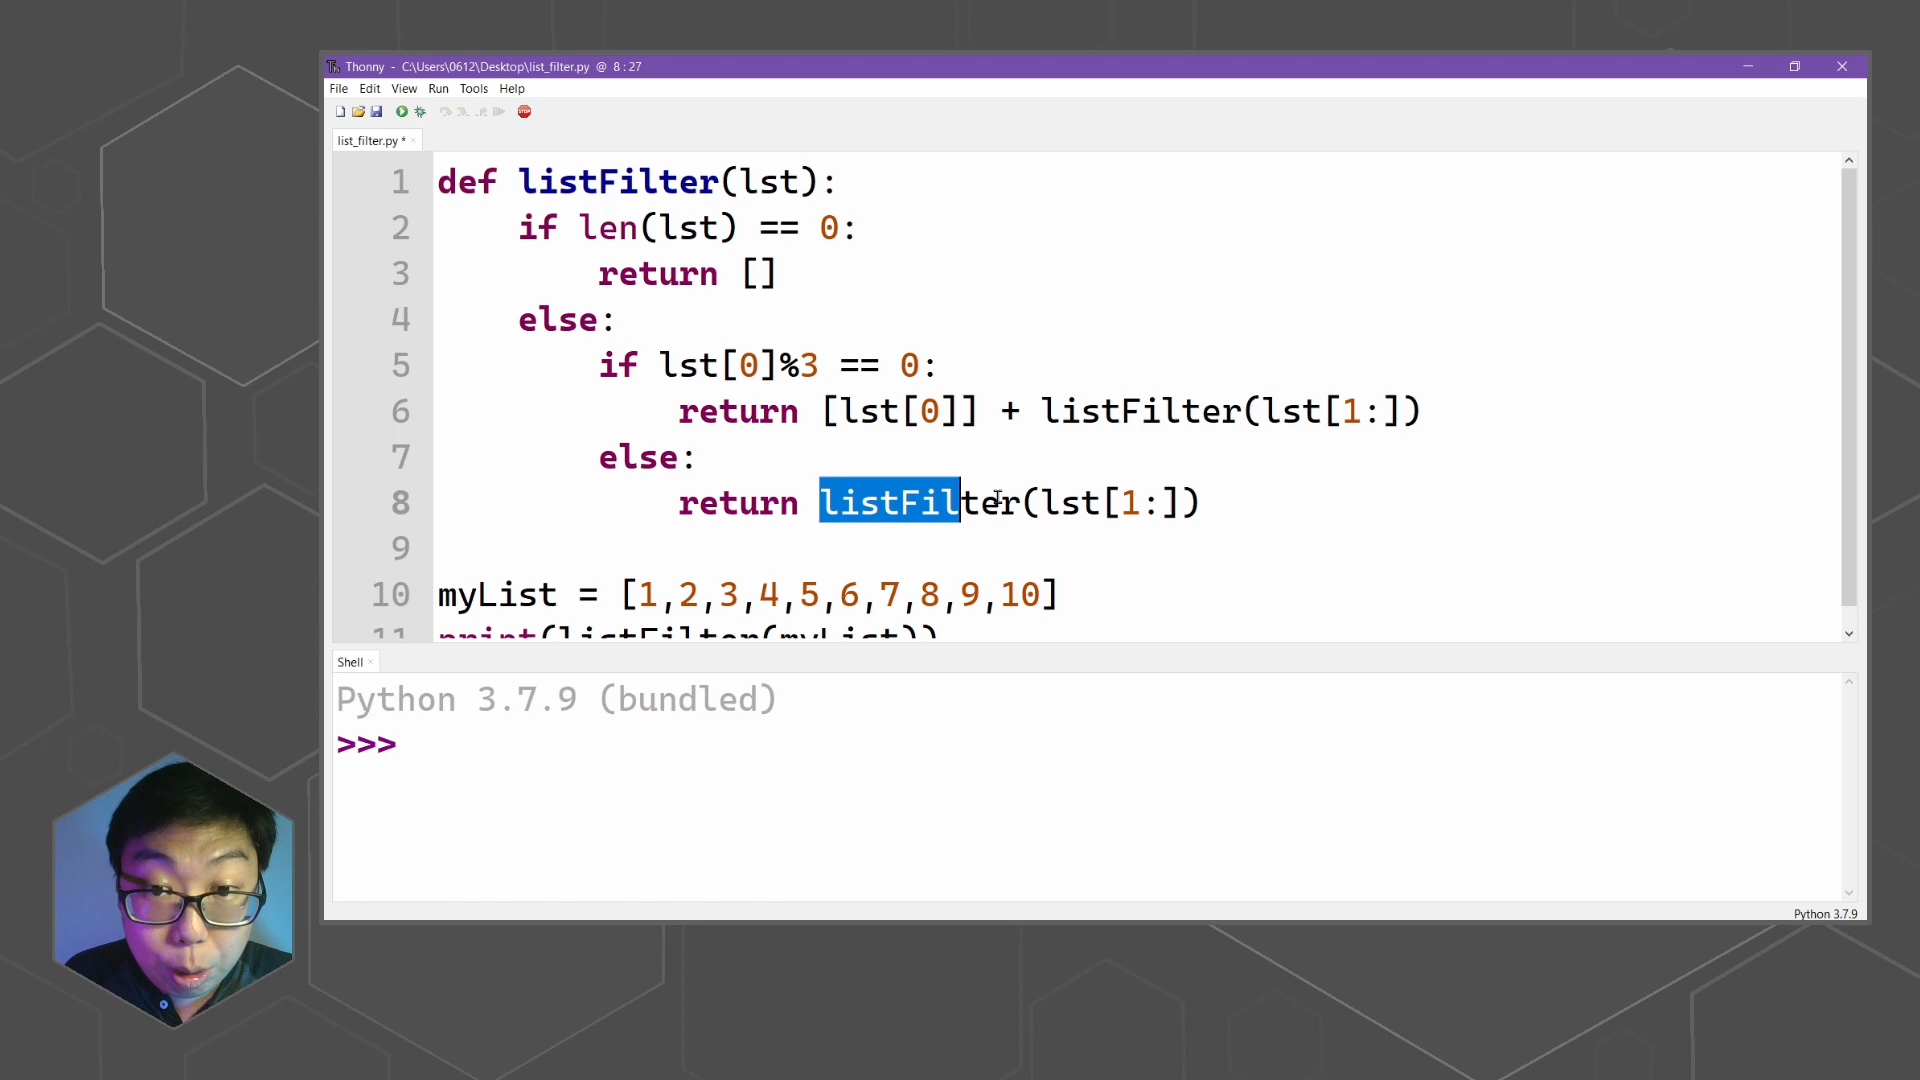 Thonny - C:\Users\0612\Desktop\list_filter.py @ 8 : 27
File Edit View Run Tools Help
STOP
list_filter.py * ×
1 def listFilter(lst):
2 if len(lst) == 0:
3 return []
4 else:
5 if lst[0]%3 == 0:
6 return [lst[0]] + listFilter(lst[1:])
7 else:
8 return listFilter(lst[1:])
9
10 myList = [1,2,3,4,5,6,7,8,9,10]
11 print(listFilter(myList))
Shell ×
Python 3.7.9 (bundled)
>>>
Python 3.7.9